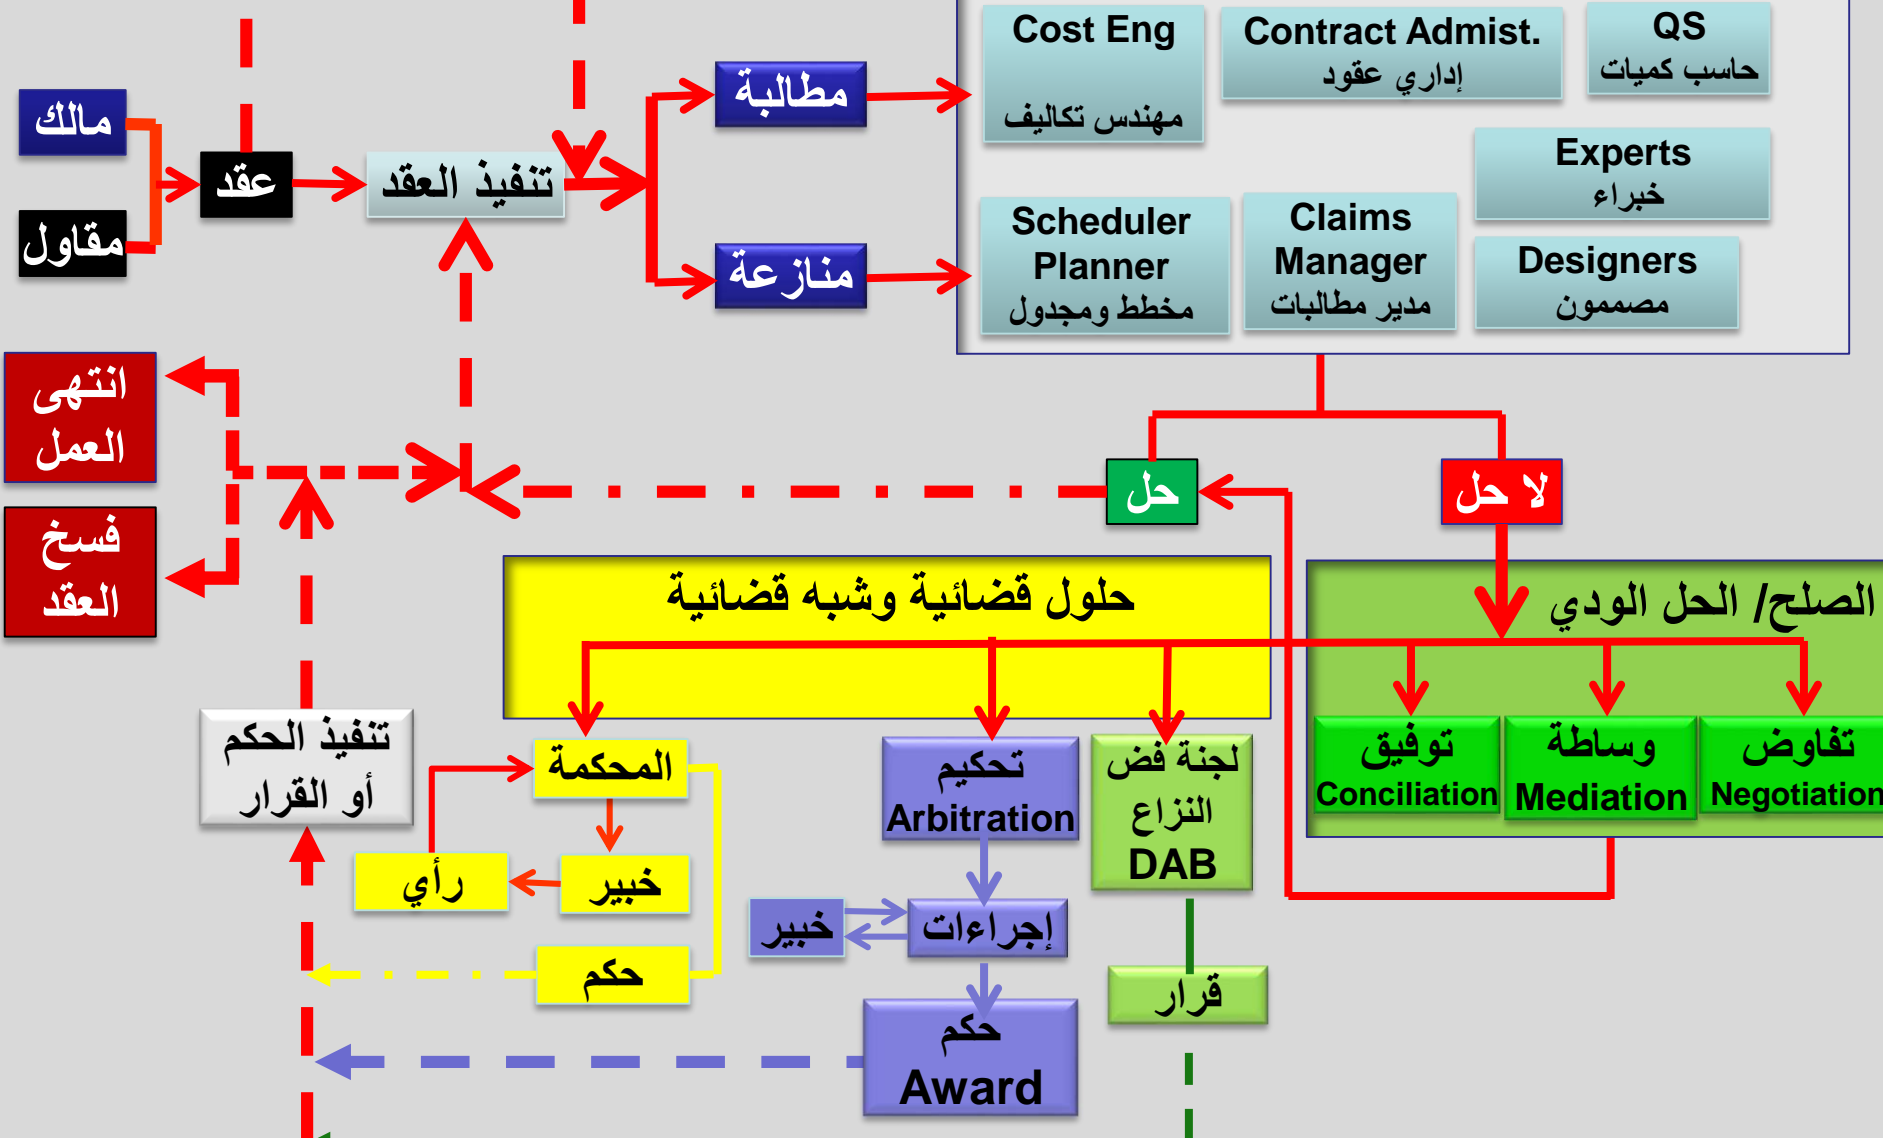 Cost Eng
مهندس تكاليف
Contract Admist.
إداري عقود
QS
حاسب كميات
Experts
خبراء
Scheduler
Planner
مخطط ومجدول
Claims
Manager
مدير مطالبات
Designers
مصممون
مالك
مقاول
عقد
تنفيذ العقد
مطالبة
منازعة
انتهى
العمل
فسخ
العقد
حل
لا حل
حلول قضائية وشبه قضائية
الصلح/ الحل الودي
تنفيذ الحكم
أو القرار
المحكمة
خبير
رأي
حكم
تحكيم
Arbitration
إجراءات
خبير
حكم
Award
لجنة فض
النزاع
DAB
قرار
توفيق
Conciliation
وساطة
Mediation
تفاوض
Negotiation